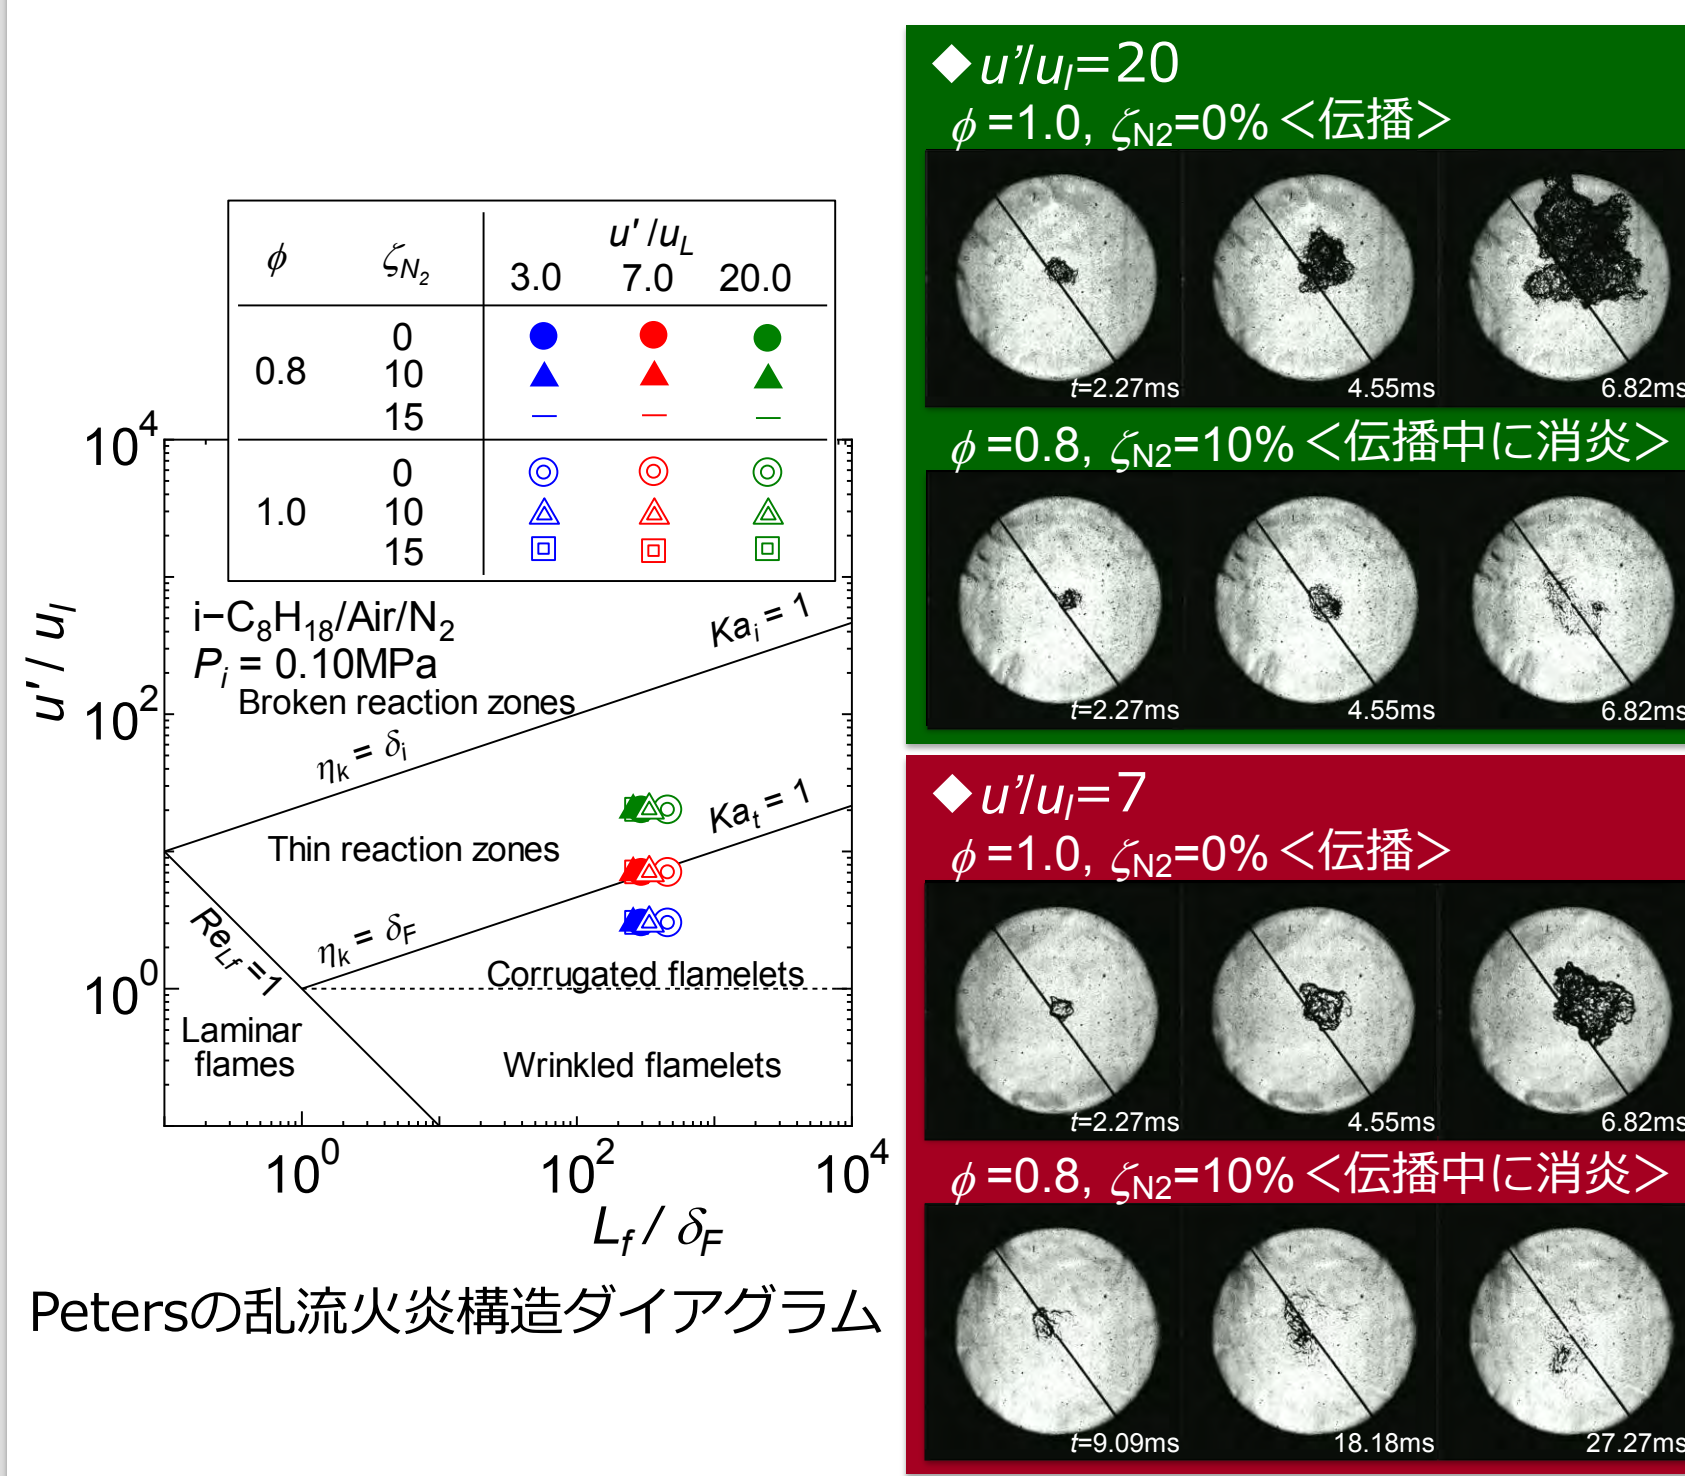 ϕ ζN2 u' /uL
3.0 7.0 20.0
0.8
0
10
15
1.0
0
10
15
10^4
10^2
10^0
u' / ul
i−C8H18/Air/N2
Pi = 0.10MPa
Broken reaction zones
Kai = 1
ηk = δi
Thin reaction zones
Kat = 1
ηk = δF
ReLf =1
Corrugated flamelets
Laminar
flames
Wrinkled flamelets
10^0 10^2 10^4
Lf / δF
Petersの乱流火炎構造ダイアグラム
◆u'/ul=20
ϕ =1.0, ζN2=0%＜伝播＞
t=2.27ms 4.55ms 6.82ms
ϕ =0.8, ζN2=10%＜伝播中に消炎＞
t=2.27ms 4.55ms 6.82ms
◆u'/ul=7
ϕ =1.0, ζN2=0%＜伝播＞
t=2.27ms 4.55ms 6.82ms
ϕ =0.8, ζN2=10%＜伝播中に消炎＞
t=9.09ms 18.18ms 27.27ms